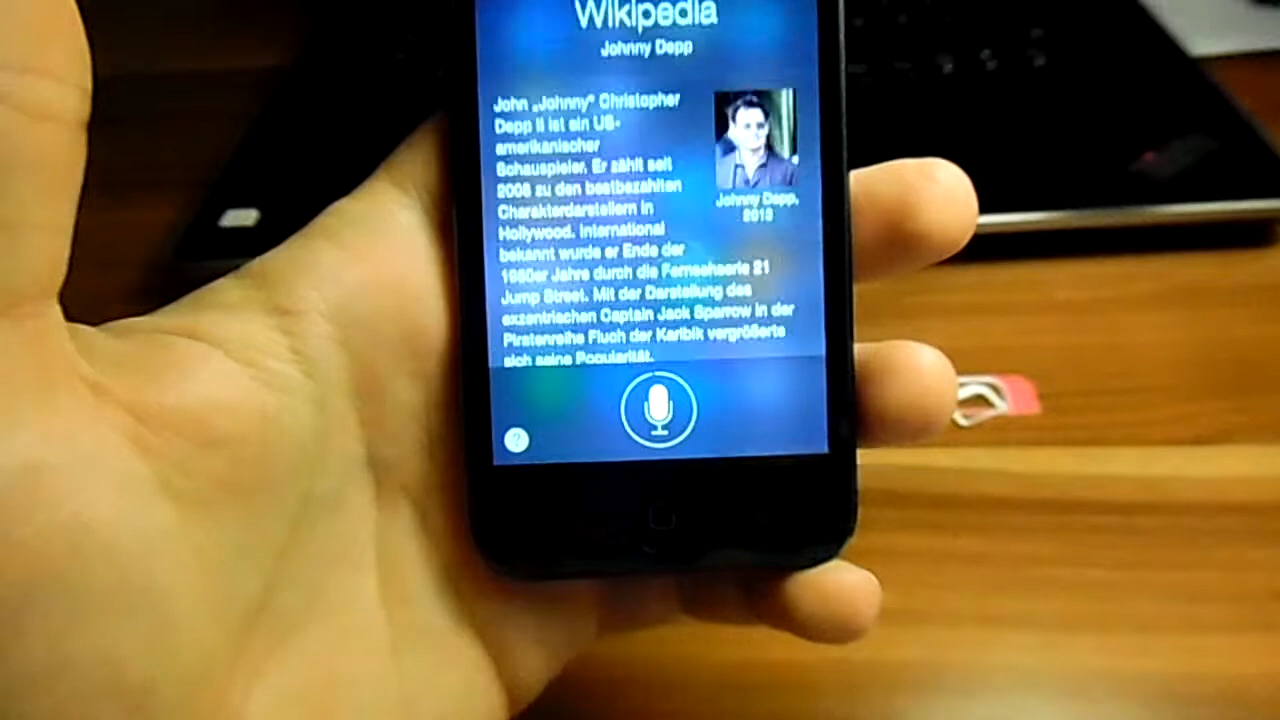 Wikipedia
Johnny Depp
John „Johnny“ Christopher
Depp II ist ein US-
amerikanischer
Schauspieler. Er zählt seit
2008 zu den bestbezahlten
Charakterdarstellern in
Hollywood. International
bekannt wurde er Ende der
1980er Jahre durch die Fernsehserie 21
Jump Street. Mit der Darstellung des
exzentrischen Captain Jack Sparrow in der
Piratenreihe Fluch der Karibik vergrößerte
sich seine Popularität.
Johnny Depp,
2013
?